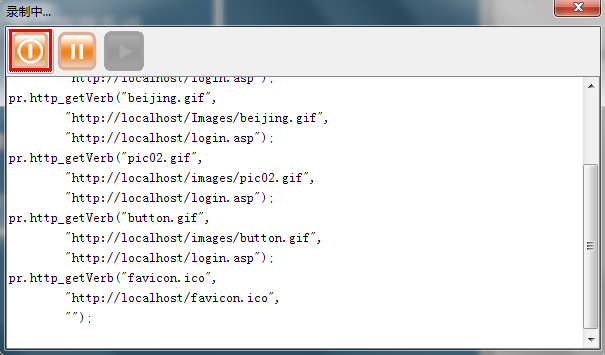 录制中...
"http://localhost/login.asp");
pr.http_getVerb("beijing.gif",
"http://localhost/Images/beijing.gif",
"http://localhost/login.asp");
pr.http_getVerb("pic02.gif",
"http://localhost/images/pic02.gif",
"http://localhost/login.asp");
pr.http_getVerb("button.gif",
"http://localhost/images/button.gif",
"http://localhost/login.asp");
pr.http_getVerb("favicon.ico",
"http://localhost/favicon.ico",
"");